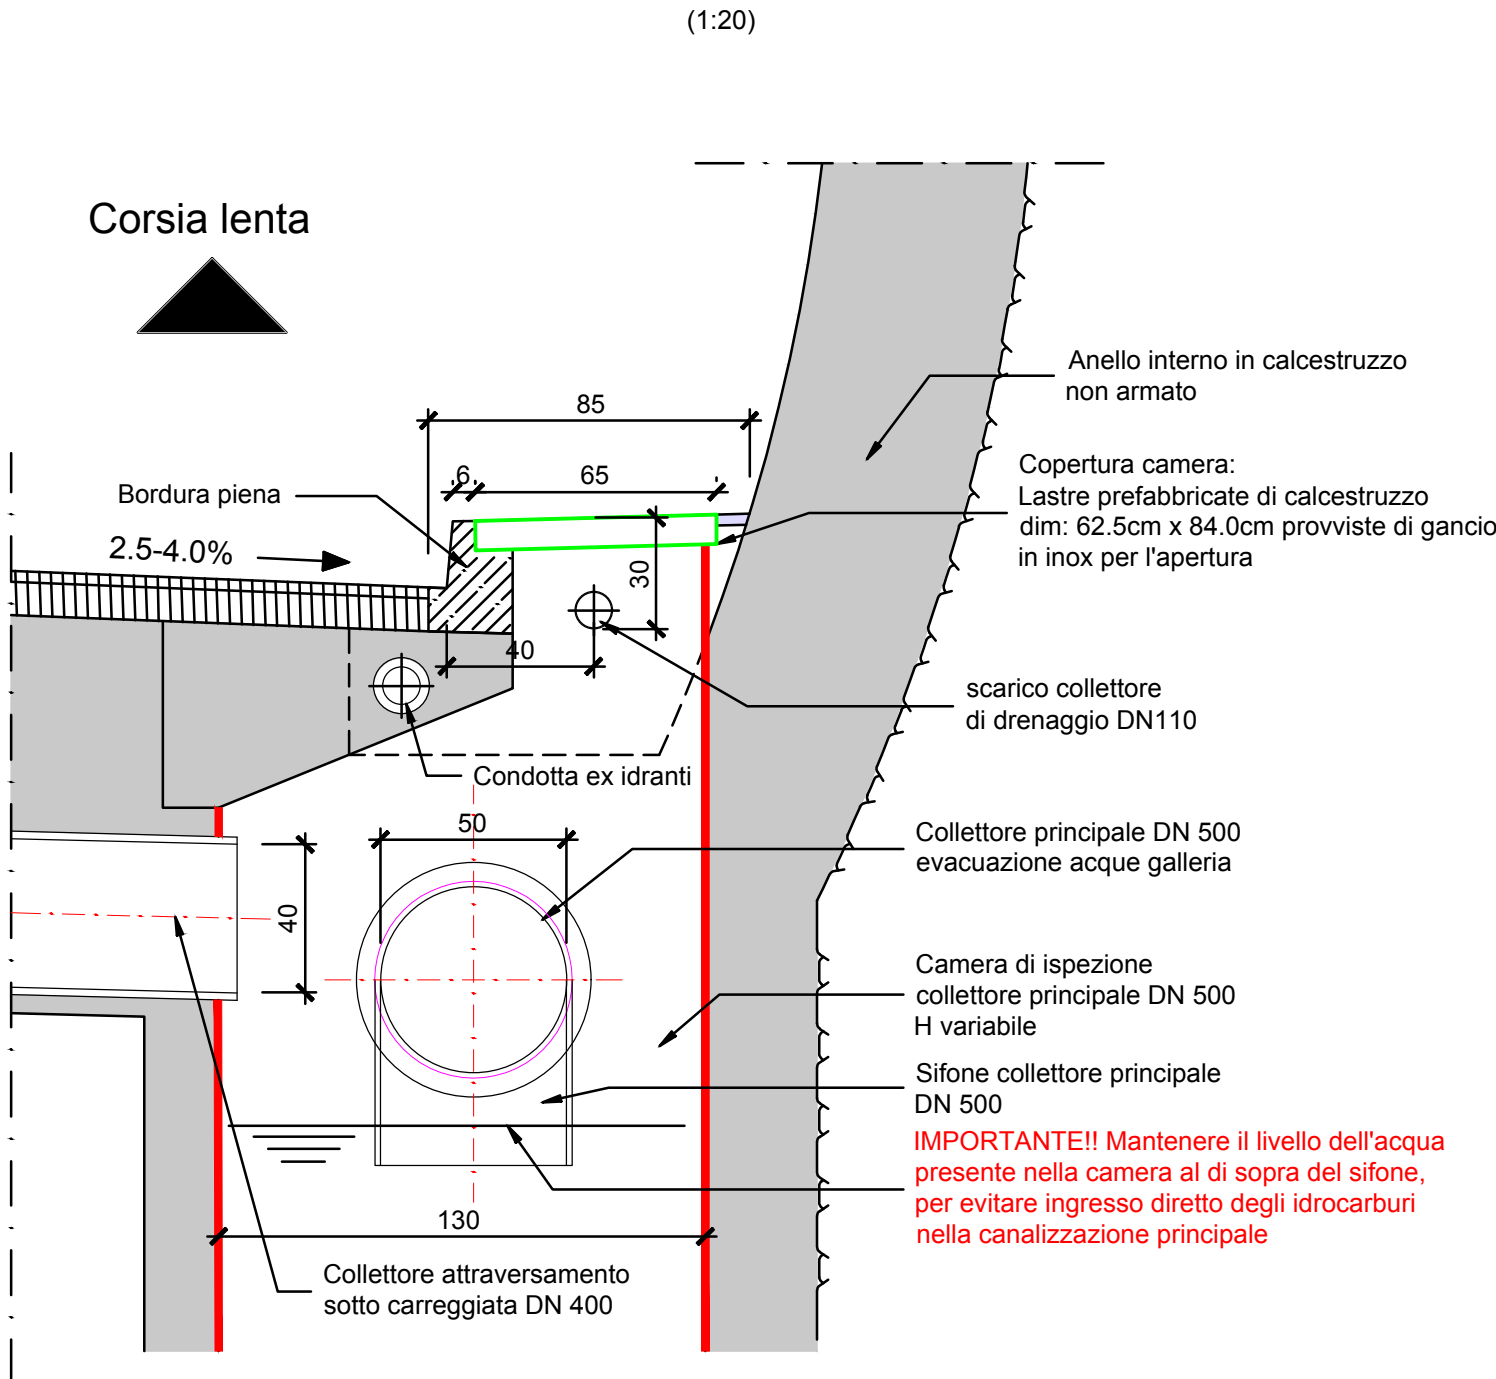 (1:20)
Corsia lenta
Anello interno in calcestruzzo
non armato
85
Copertura camera:
Lastre prefabbricate di calcestruzzo
dim: 62.5cm x 84.0cm provviste di gancio
in inox per l'apertura
6
65
Bordura piena
2.5-4.0%
30
40
scarico collettore
di drenaggio DN110
Condotta ex idranti
50
Collettore principale DN 500
evacuazione acque galleria
40
Camera di ispezione
collettore principale DN 500
H variabile
Sifone collettore principale
DN 500
IMPORTANTE!! Mantenere il livello dell'acqua
presente nella camera al di sopra del sifone,
per evitare ingresso diretto degli idrocarburi
nella canalizzazione principale
130
Collettore attraversamento
sotto carreggiata DN 400